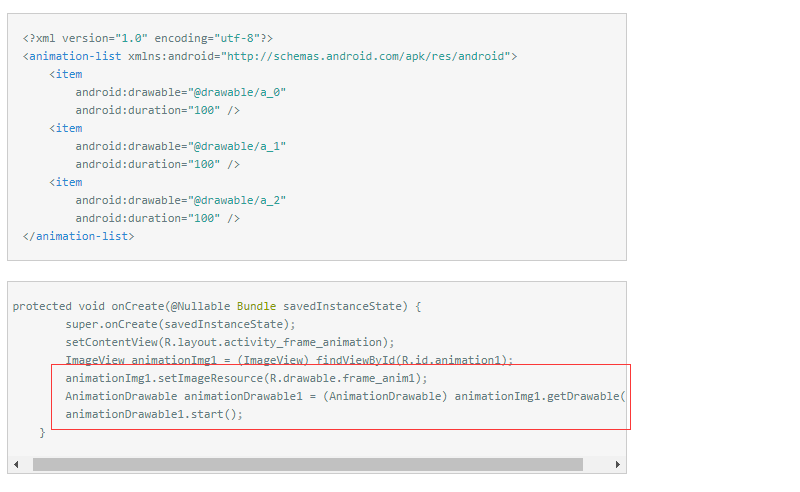 <?xml version="1.0" encoding="utf-8"?>
<animation-list xmlns:android="http://schemas.android.com/apk/res/android">
    <item
        android:drawable="@drawable/a_0"
        android:duration="100" />
    <item
        android:drawable="@drawable/a_1"
        android:duration="100" />
    <item
        android:drawable="@drawable/a_2"
        android:duration="100" />
</animation-list>
protected void onCreate(@Nullable Bundle savedInstanceState) {
        super.onCreate(savedInstanceState);
        setContentView(R.layout.activity_frame_animation);
        ImageView animationImg1 = (ImageView) findViewById(R.id.animation1);
        animationImg1.setImageResource(R.drawable.frame_anim1);
        AnimationDrawable animationDrawable1 = (AnimationDrawable) animationImg1.getDrawable(
        animationDrawable1.start();
    }